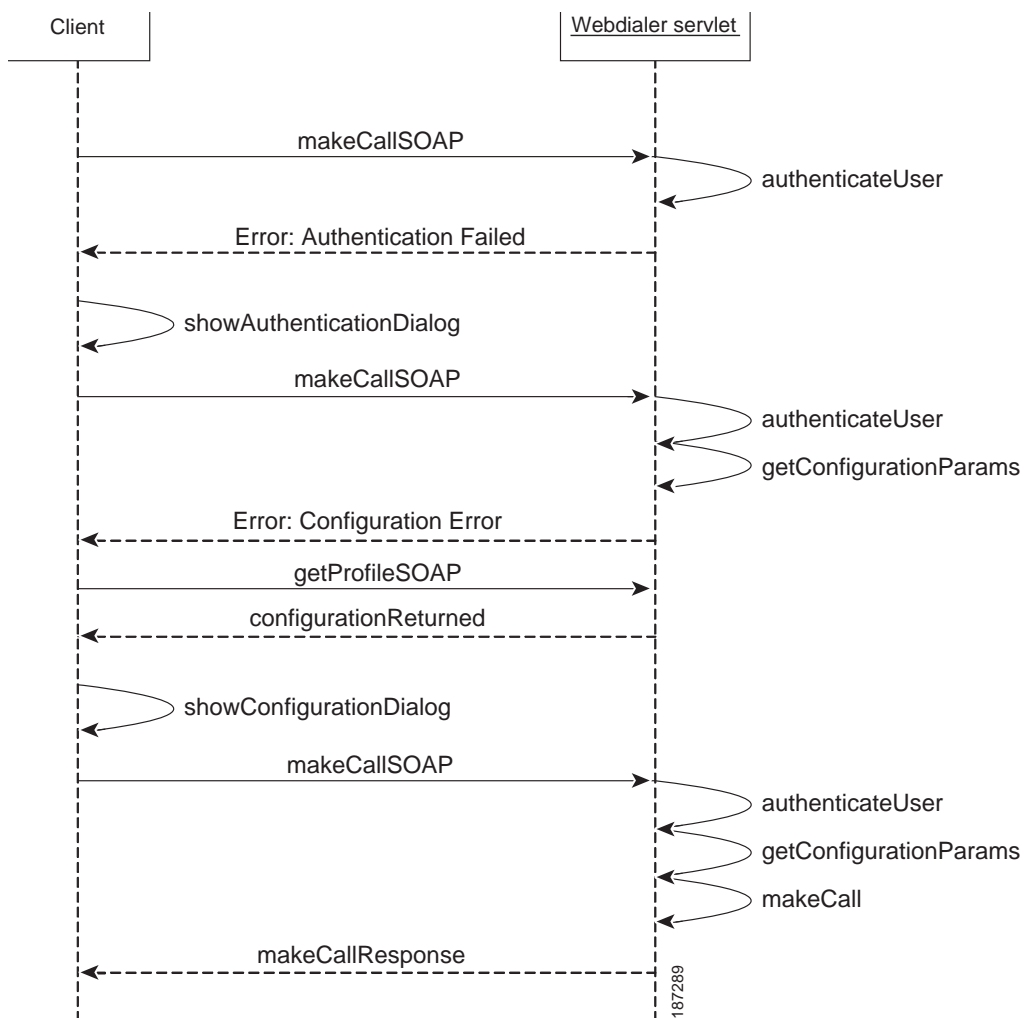 Client
Webdialer servlet
makeCallSOAP
authenticateUser
Error: Authentication Failed
showAuthenticationDialog
makeCallSOAP
authenticateUser
getConfigurationParams
Error: Configuration Error
getProfileSOAP
configurationReturned
showConfigurationDialog
makeCallSOAP
authenticateUser
getConfigurationParams
makeCall
makeCallResponse
187289